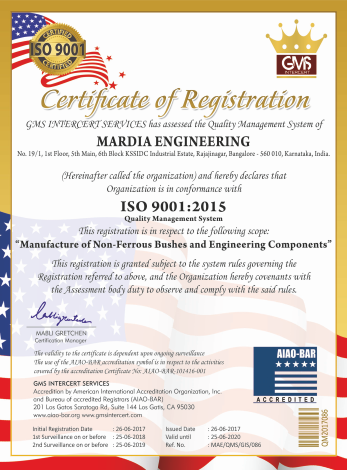 CERTIFIED
ISO 9001
CERTIFIED
GMS
INTERCERT
Certificate of Registration
GMS INTERCERT SERVICES has assessed the Quality Management System of
MARDIA ENGINEERING
No. 19/1, 1st Floor, 5th Main, 6th Block KSSIDC Industrial Estate, Rajajinagar, Bangalore - 560 010, Karnataka, India.
(Hereinafter called the organization) and hereby declares that
Organization is in conformance with
ISO 9001:2015
Quality Management System
This registration is in respect to the following scope:
“Manufacture of Non-Ferrous Bushes and Engineering Components”
This registration is granted subject to the system rules governing the
Registration referred to above, and the Organization hereby covenants with
the Assessment body duty to observe and comply with the said rules.
MABLI GRETCHEN
Certification Manager
The validity to the certificate is dependent upon ongoing surveillance
The use of the AIAO-BAR accreditation symbol is in respect to the activities
covered by the accreditation Certificate No: AIAO-BAR-101416-001
AIAO-BAR
ACCREDITED
GMS INTERCERT SERVICES
Accredition by American International Accreditation Organization, Inc.
and Bureau of accredited Registrars (AIAO-BAR)
201 Los Gatos Saratoga Rd, Suite 144 Los Gatis, CA 95030
www.aiao-bar.org www.gmsintercert.com
Initial Registration Date : 26-06-2017 Issued Date : 26-06-2017
1st Surveillance on or before : 25-06-2018 Valid until : 25-06-2020
2nd Surveillance on or before : 25-06-2019 Ref. No. : MAE/QMS/GIS/086
QM2017086